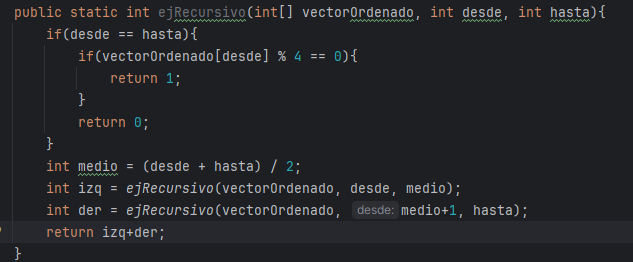 public static int ejRecursivo(int[] vectorOrdenado, int desde, int hasta){
if(desde == hasta){
if(vectorOrdenado[desde] % 4 == 0){
return 1;
}
return 0;
}
int medio = (desde + hasta) / 2;
int izq = ejRecursivo(vectorOrdenado, desde, medio);
int der = ejRecursivo(vectorOrdenado, desde: medio+1, hasta);
return izq+der;
}